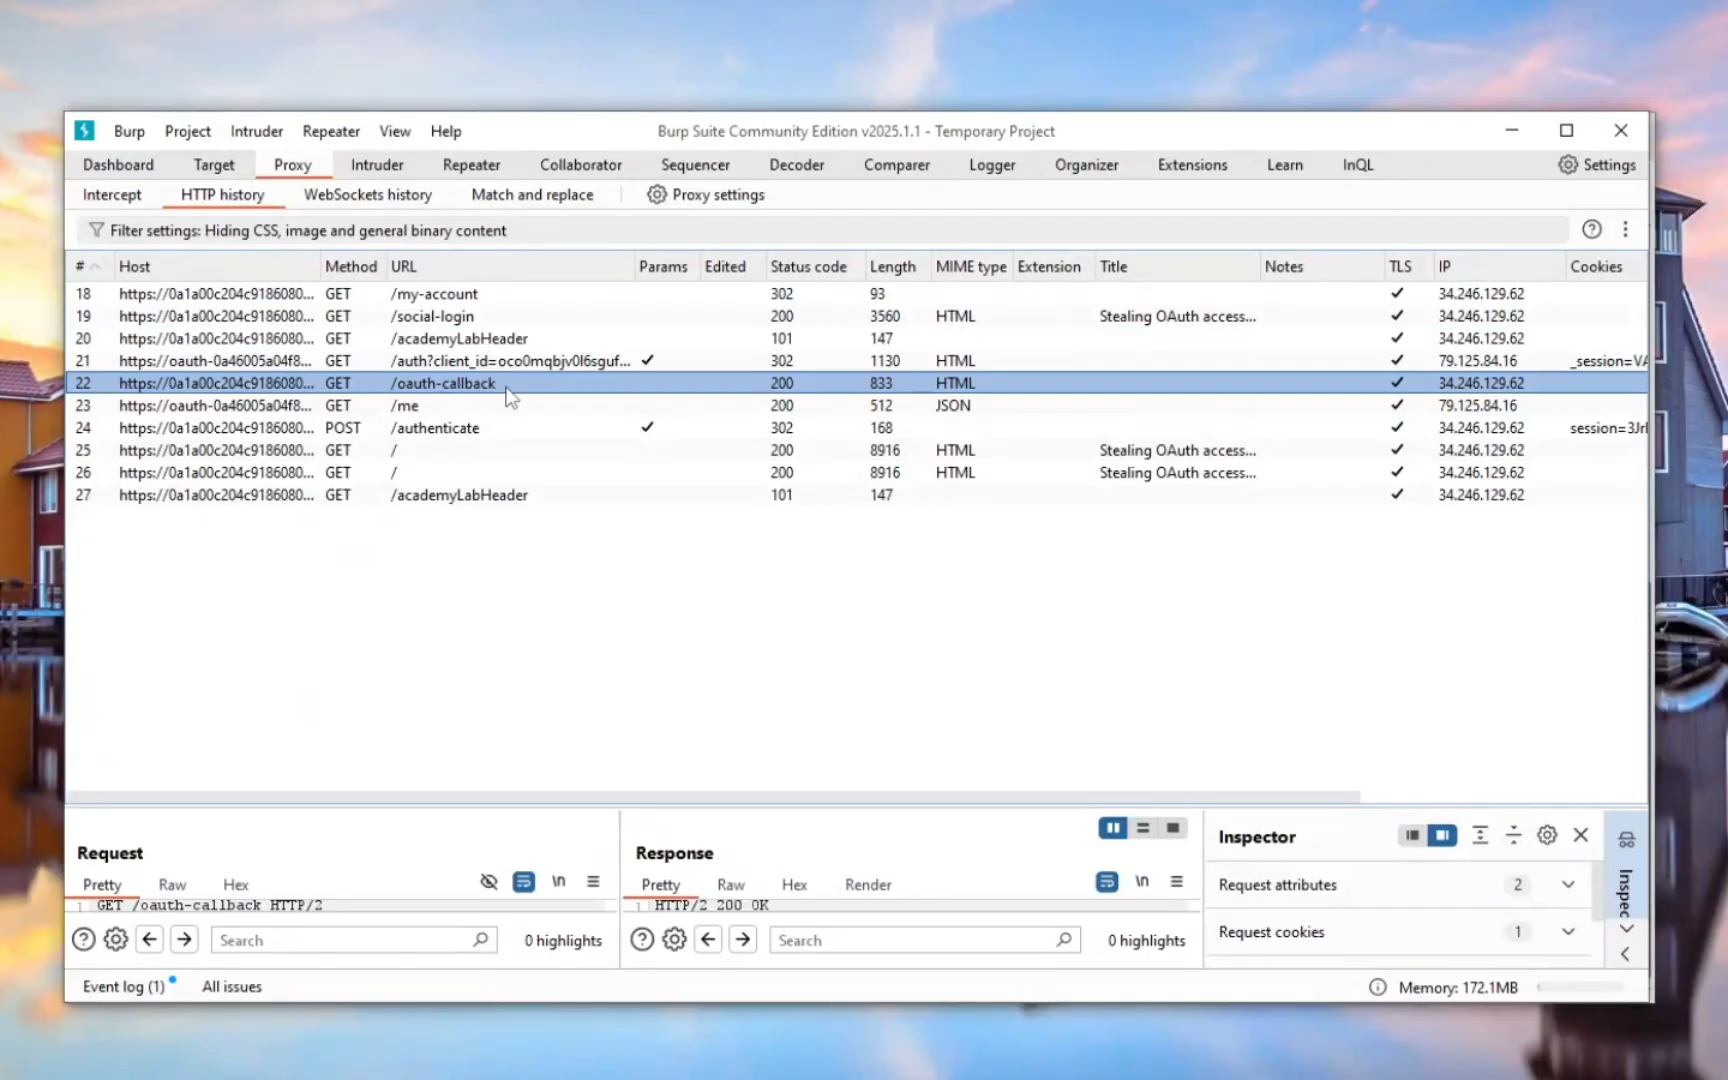 Burp Project Intruder Repeater View Help Burp Suite Community Edition v2025.1.1 - Temporary Project
Dashboard Target Proxy Intruder Repeater Collaborator Sequencer Decoder Comparer Logger Organizer Extensions Learn InQL Settings
Intercept HTTP history WebSockets history Match and replace Proxy settings
Filter settings: Hiding CSS, image and general binary content
# Host Method URL Params Edited Status code Length MIME type Extension Title Notes TLS IP Cookies
18 https://0a1a00c204c9186080... GET /my-account 302 93 ✓ 34.246.129.62
19 https://0a1a00c204c9186080... GET /social-login 200 3560 HTML Stealing OAuth access... ✓ 34.246.129.62
20 https://0a1a00c204c9186080... GET /academyLabHeader 101 147 ✓ 34.246.129.62
21 https://oauth-0a46005a04f8... GET /auth?client_id=oco0mqbjv0l6sguf... ✓ 302 1130 HTML ✓ 79.125.84.16 _session=VA
22 https://0a1a00c204c9186080... GET /oauth-callback 200 833 HTML ✓ 34.246.129.62
23 https://oauth-0a46005a04f8... GET /me 200 512 JSON ✓ 79.125.84.16
24 https://0a1a00c204c9186080... POST /authenticate ✓ 302 168 ✓ 34.246.129.62 session=3Jrl
25 https://0a1a00c204c9186080... GET / 200 8916 HTML Stealing OAuth access... ✓ 34.246.129.62
26 https://0a1a00c204c9186080... GET / 200 8916 HTML Stealing OAuth access... ✓ 34.246.129.62
27 https://0a1a00c204c9186080... GET /academyLabHeader 101 147 ✓ 34.246.129.62
Request
Pretty Raw Hex \n
1 GET /oauth-callback HTTP/2
Search 0 highlights
Response
Pretty Raw Hex Render \n
1 HTTP/2 200 OK
Search 0 highlights
Inspector
Request attributes 2
Request cookies 1
Inspec
Event log (1) All issues Memory: 172.1MB